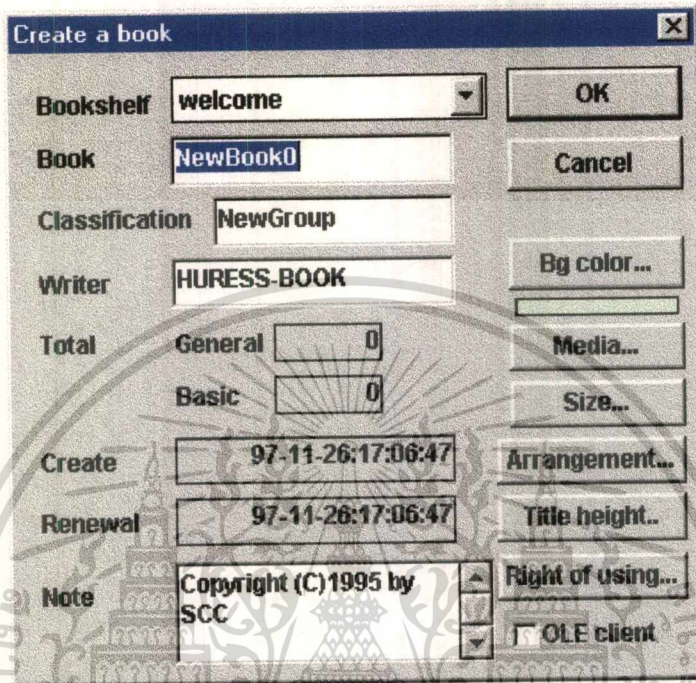 Create a book
Bookshelf welcome OK
Book NewBook0 Cancel
Classification NewGroup
Writer HURESS-BOOK Bg color...
Total General 0 Media...
Basic 0 Size...
Create 97-11-26:17:06:47 Arrangement...
Renewal 97-11-26:17:06:47 Title height..
Note Copyright (C)1995 by Right of using...
SCC OLE client